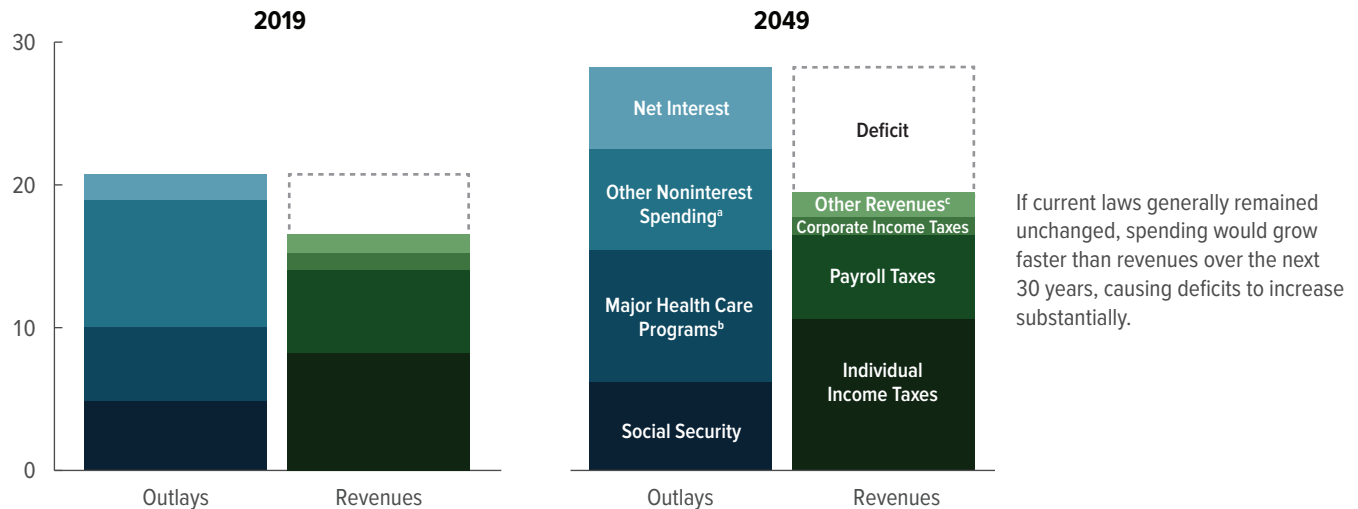 2019
2049
30
20
10
0
Net Interest
Other Noninterest
Spendingᵃ
Major Health Care
Programsᵇ
Social Security
Deficit
Other Revenuesᶜ
Corporate Income Taxes
Payroll Taxes
Individual
Income Taxes
If current laws generally remained
unchanged, spending would grow
faster than revenues over the next
30 years, causing deficits to increase
substantially.
Outlays
Revenues
Outlays
Revenues